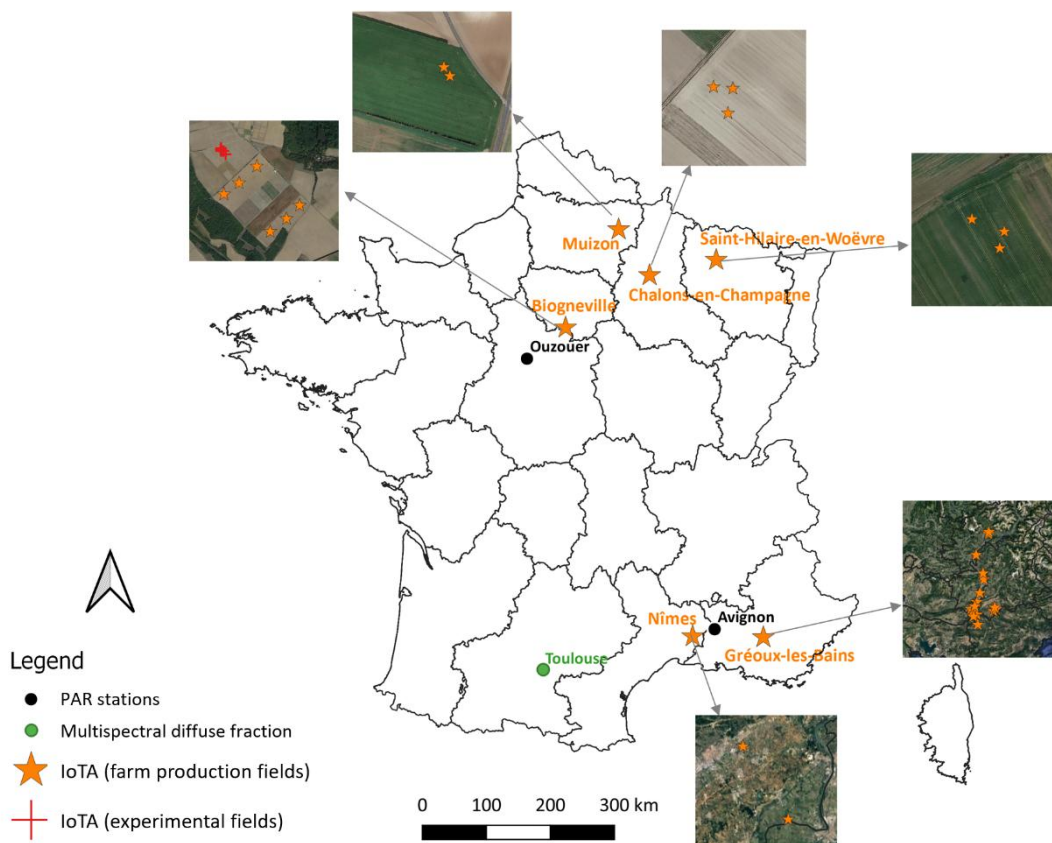 Muizon
Saint-Hilaire-en-Woëvre
Chalons-en-Champagne
Biogneville
Ouzouer
Nîmes
Avignon
Gréoux-les-Bains
Toulouse
Legend
PAR stations
Multispectral diffuse fraction
IoTA (farm production fields)
IoTA (experimental fields)
0 100 200 300 km